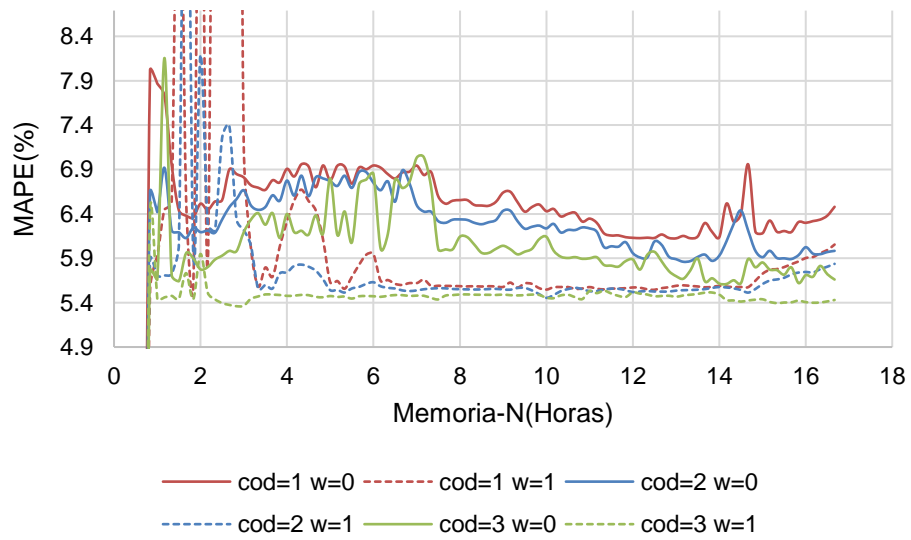 8.4
7.9
7.4
6.9
6.4
5.9
5.4
4.9
MAPE(%)
0 2 4 6 8 10 12 14 16 18
Memoria-N(Horas)
cod=1 w=0 cod=1 w=1 cod=2 w=0
cod=2 w=1 cod=3 w=0 cod=3 w=1